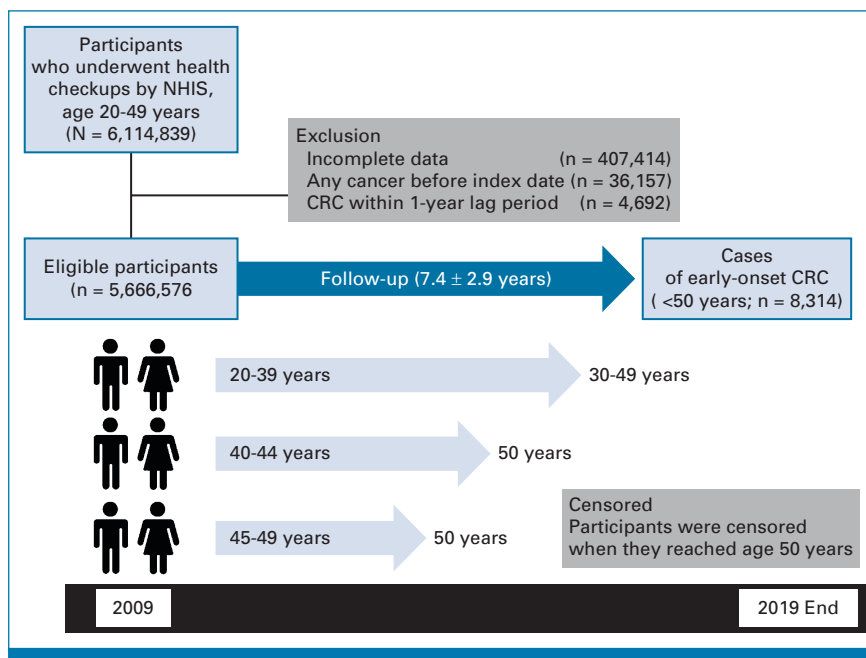 Participants
who underwent health
checkups by NHIS,
age 20-49 years
(N = 6,114,839)
Exclusion
Incomplete data (n = 407,414)
Any cancer before index date (n = 36,157)
CRC within 1-year lag period (n = 4,692)
Eligible participants
(n = 5,666,576
Follow-up (7.4 ± 2.9 years)
Cases
of early-onset CRC
( <50 years; n = 8,314)
20-39 years
30-49 years
40-44 years
50 years
45-49 years
50 years
Censored
Participants were censored
when they reached age 50 years
2009
2019 End